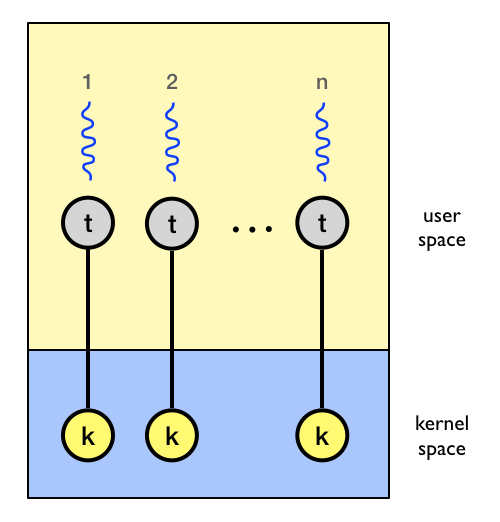 1 2 n
t t ... t
user
space
k k k
kernel
space